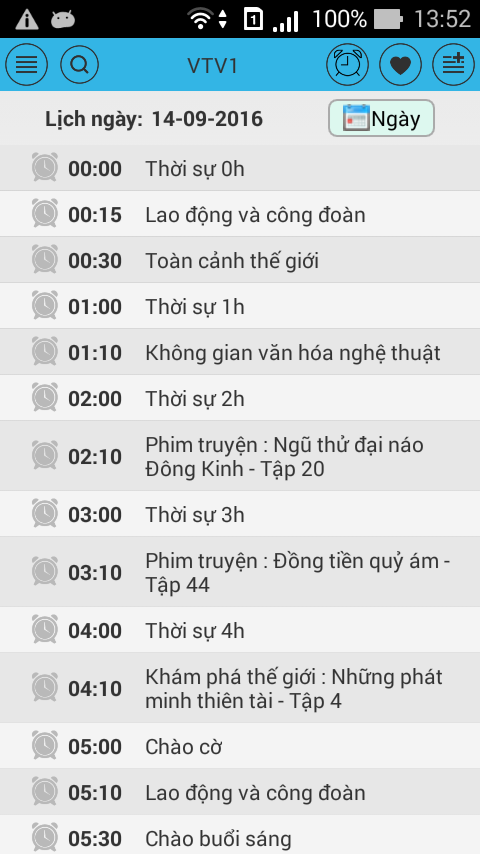 1 100% 13:52
VTV1
Lịch ngày: 14-09-2016 Ngày
00:00 Thời sự 0h
00:15 Lao động và công đoàn
00:30 Toàn cảnh thế giới
01:00 Thời sự 1h
01:10 Không gian văn hóa nghệ thuật
02:00 Thời sự 2h
02:10 Phim truyện : Ngũ thử đại náo
Đông Kinh - Tập 20
03:00 Thời sự 3h
03:10 Phim truyện : Đồng tiền quỷ ám -
Tập 44
04:00 Thời sự 4h
04:10 Khám phá thế giới : Những phát
minh thiên tài - Tập 4
05:00 Chào cờ
05:10 Lao động và công đoàn
05:30 Chào buổi sáng